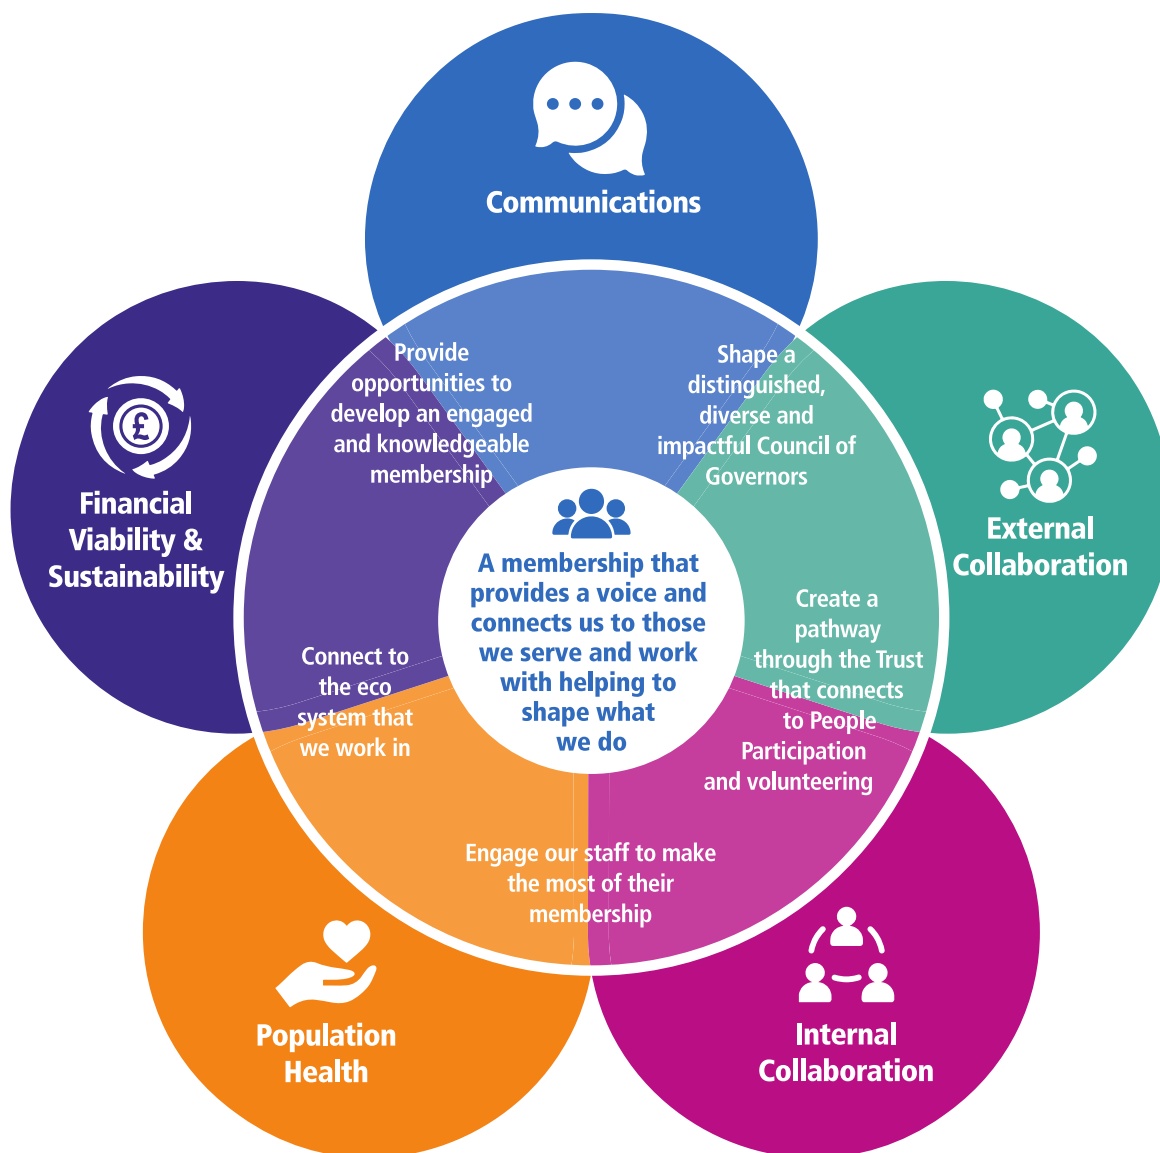 Communications
Provide
opportunities to
develop an engaged
and knowledgeable
membership
Shape a
distinguished,
diverse and
impactful Council of
Governors
£
Financial
Viability &
Sustainability
External
Collaboration
A membership that
provides a voice and
connects us to those
we serve and work
with helping to
shape what
we do
Create a
pathway
through the Trust
that connects
to People
Participation
and volunteering
Connect to
the eco
system that
we work in
Engage our staff to make
the most of their
membership
Population
Health
Internal
Collaboration